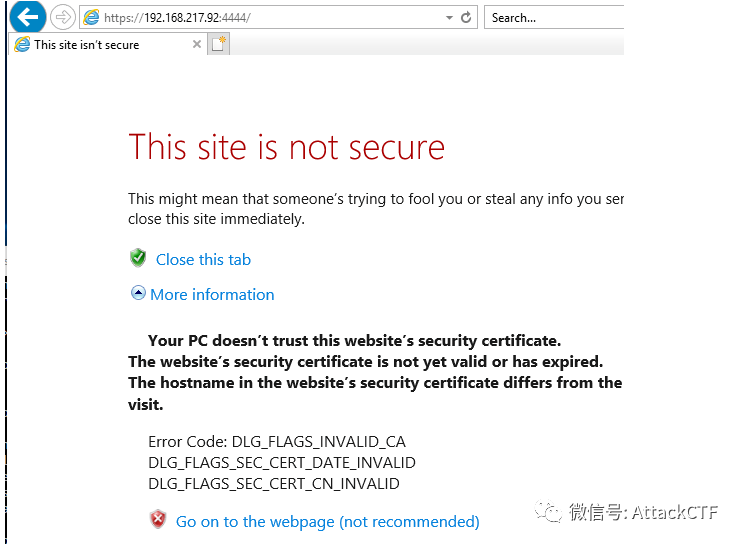 https://192.168.217.92:4444/
Search...
This site isn't secure
This site is not secure
This might mean that someone's trying to fool you or steal any info you ser
close this site immediately.
Close this tab
More information
Your PC doesn't trust this website's security certificate.
The website's security certificate is not yet valid or has expired.
The hostname in the website's security certificate differs from the
visit.
Error Code: DLG_FLAGS_INVALID_CA
DLG_FLAGS_SEC_CERT_DATE_INVALID
DLG_FLAGS_SEC_CERT_CN_INVALID
Go on to the webpage (not recommended)
微信号: AttackCTF